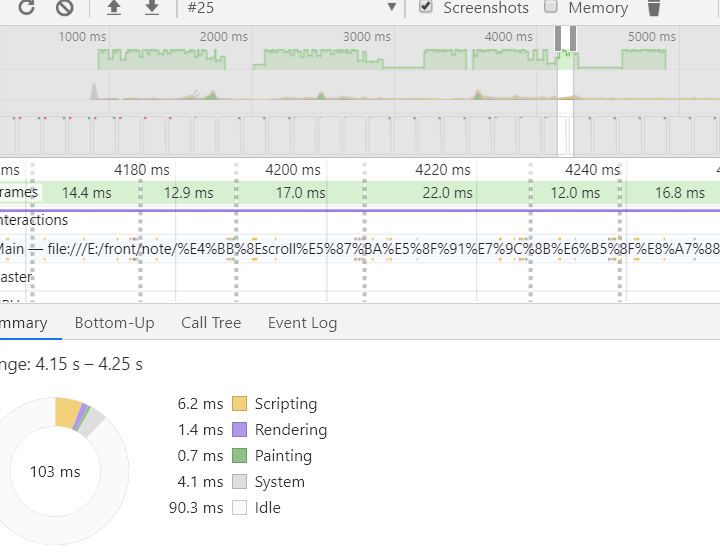 #25 Screenshots Memory
1000 ms 2000 ms 3000 ms 4000 ms 5000 ms
ms 4180 ms 4200 ms 4220 ms 4240 ms
rames 14.4 ms 12.9 ms 17.0 ms 22.0 ms 12.0 ms 16.8 ms
nteractions
Main — file:///E:/front/note/%E4%BB%8Escroll%E5%87%BA%E5%8F%91%E7%9C%8B%E6%B5%8F%E8%A7%88
aster
mmary Bottom-Up Call Tree Event Log
nge: 4.15 s – 4.25 s
6.2 ms Scripting
1.4 ms Rendering
0.7 ms Painting
103 ms
4.1 ms System
90.3 ms Idle